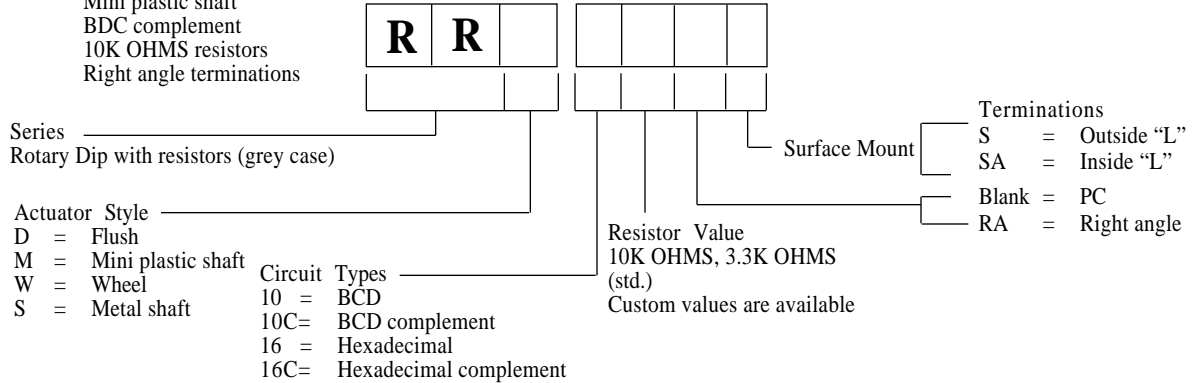 Mini plastic shaft
BDC complement
10K OHMS resistors
Right angle terminations
R R
Series
Rotary Dip with resistors (grey case)
Actuator Style
D = Flush
M = Mini plastic shaft
W = Wheel
S = Metal shaft
Circuit Types
10 = BCD
10C= BCD complement
16 = Hexadecimal
16C= Hexadecimal complement
Resistor Value
10K OHMS, 3.3K OHMS
(std.)
Custom values are available
Surface Mount
Terminations
S = Outside “L”
SA = Inside “L”
Blank = PC
RA = Right angle